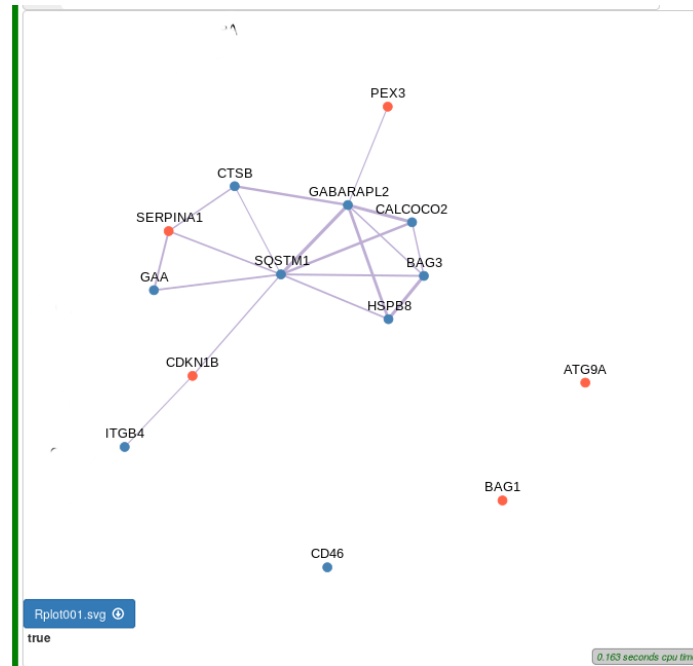 PEX3
CTSB
GABARAPL2
CALCOCO2
SERPINA1
SQSTM1
BAG3
GAA
HSPB8
CDKN1B
ATG9A
ITGB4
BAG1
CD46
Rplot001.svg
true
0.163 seconds cpu time